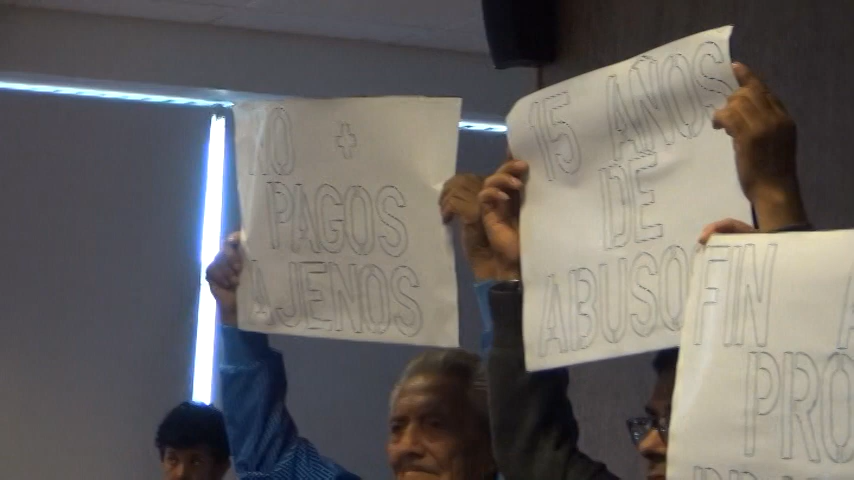 NO +
PAGOS
AJENOS
15 AÑOS
DE
ABUSO
FIN A
PRO